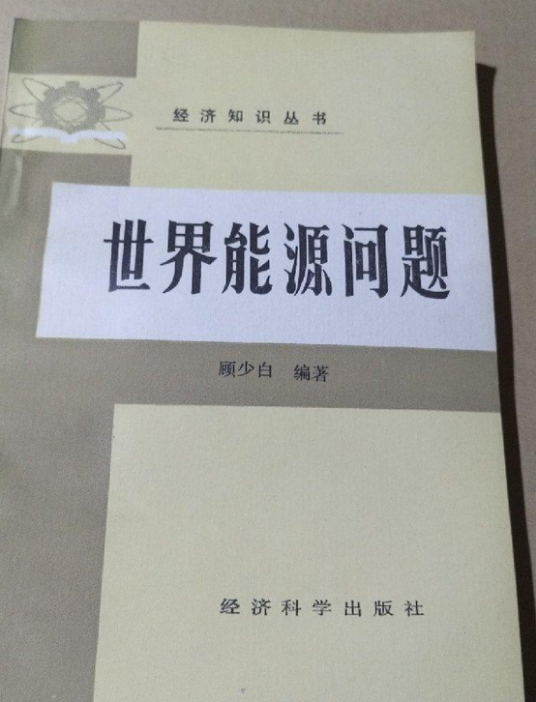 经济知识丛书
世界能源问题
顾少白 编著
经济科学出版社